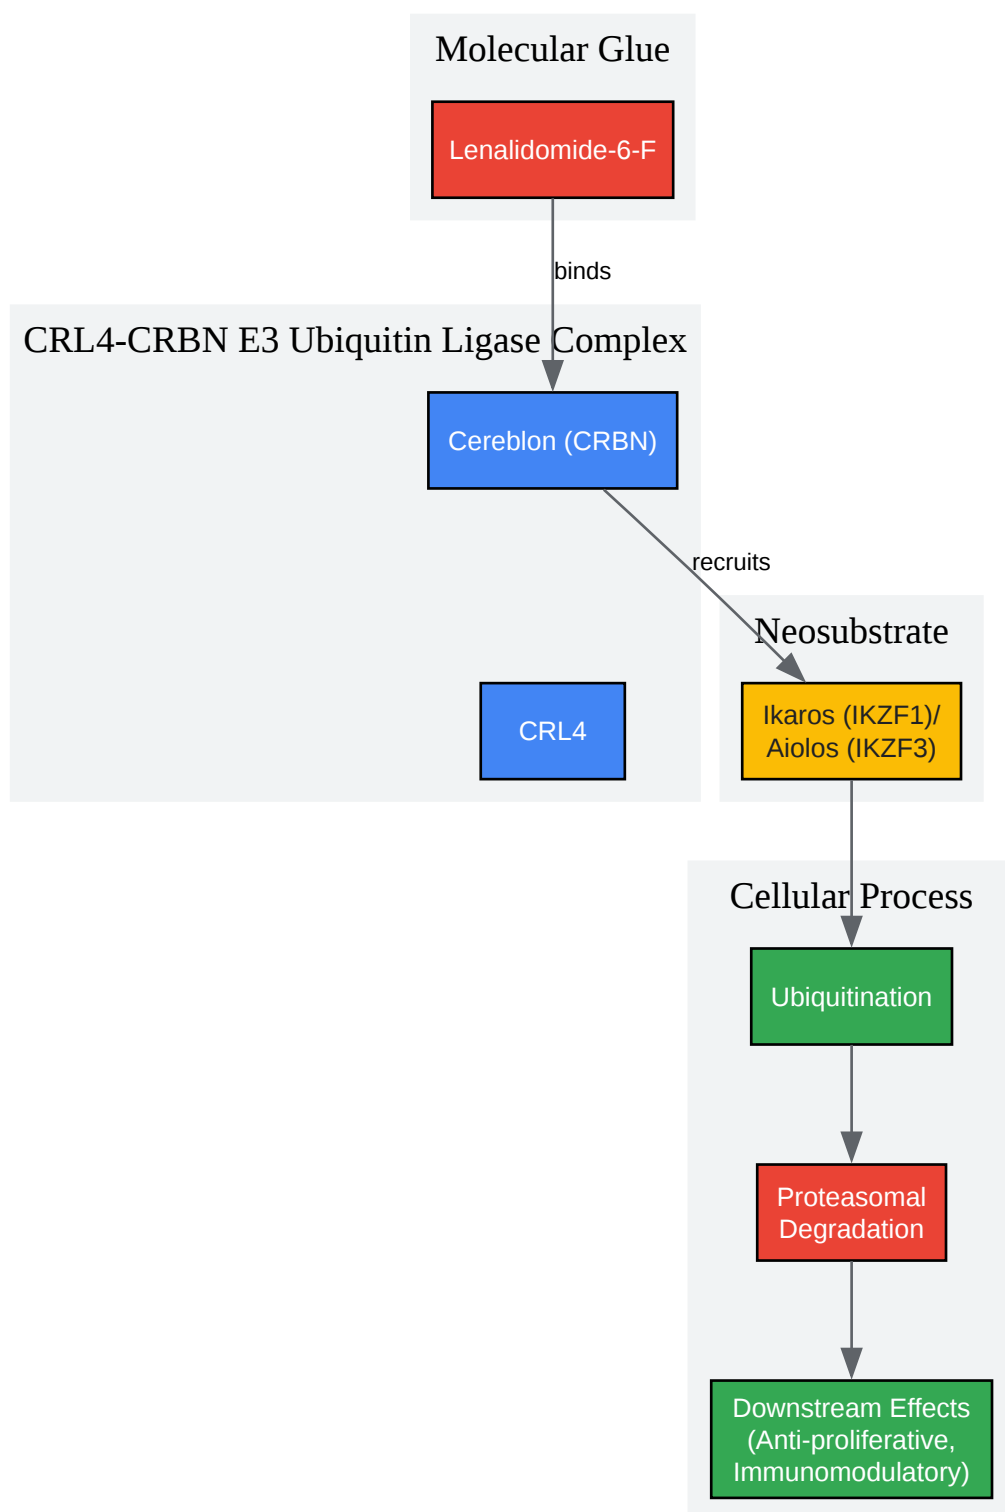 Molecular Glue
Lenalidomide-6-F
binds
CRL4-CRBN E3 Ubiquitin Ligase Complex
Cereblon (CRBN)
recruits
Neosubstrate
CRL4
Ikaros (IKZF1)/
Aiolos (IKZF3)
Cellular Process
Ubiquitination
Proteasomal
Degradation
Downstream Effects
(Anti-proliferative,
Immunomodulatory)